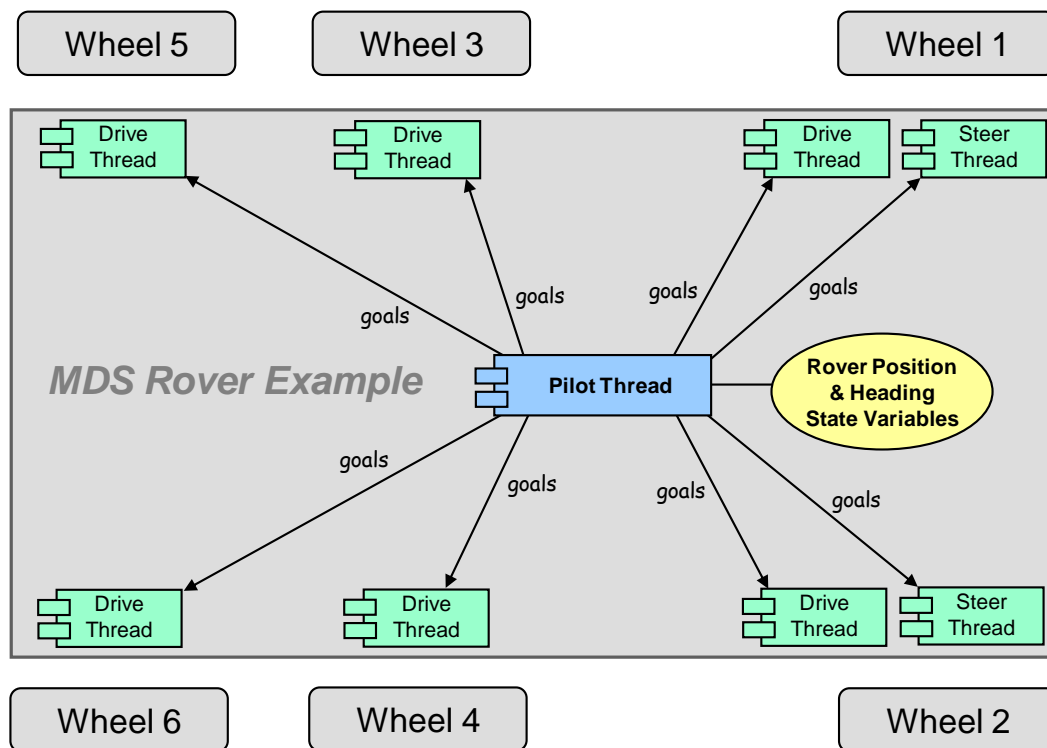 Wheel 5
Wheel 3
Wheel 1
Drive
Thread
Drive
Thread
Drive
Thread
Steer
Thread
goals
goals
goals
goals
MDS Rover Example
Pilot Thread
Rover Position
& Heading
State Variables
goals
goals
goals
goals
Drive
Thread
Drive
Thread
Drive
Thread
Steer
Thread
Wheel 6
Wheel 4
Wheel 2